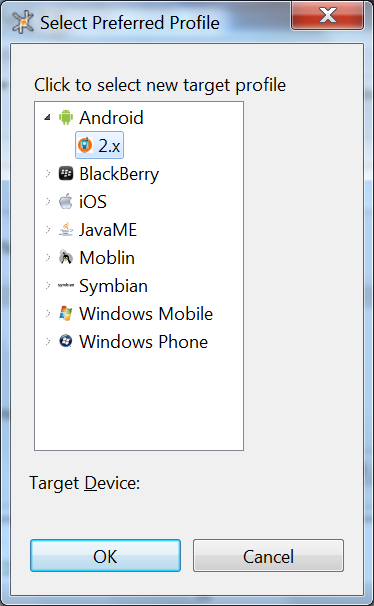 Select Preferred Profile
Click to select new target profile
Android
2.x
BlackBerry
iOS
JavaME
Moblin
symbian Symbian
Windows Mobile
Windows Phone
Target Device:
OK Cancel